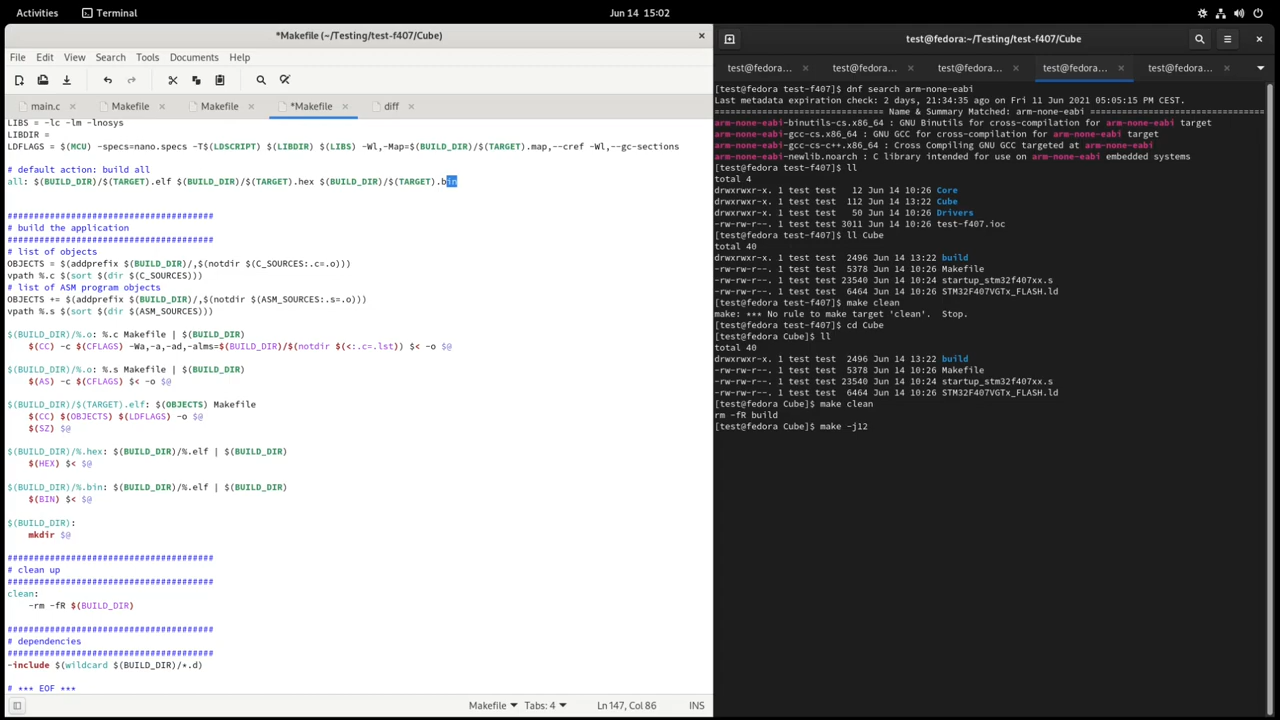 Activities
Terminal
Jun 14 15:02
*Makefile (~/Testing/test-f407/Cube)
File Edit View Search Tools Documents Help
main.c
Makefile
Makefile
*Makefile
diff
LIBS = -lc -lm -lnosys
LIBDIR =
LDFLAGS = $(MCU) -specs=nano.specs -T$(LDSCRIPT) $(LIBDIR) $(LIBS) -Wl,-Map=$(BUILD_DIR)/$(TARGET).map,--cref -Wl,--gc-sections
# default action: build all
all: $(BUILD_DIR)/$(TARGET).elf $(BUILD_DIR)/$(TARGET).hex $(BUILD_DIR)/$(TARGET).bin
#######################################
# build the application
#######################################
# list of objects
OBJECTS = $(addprefix $(BUILD_DIR)/,$(notdir $(C_SOURCES:.c=.o)))
vpath %.c $(sort $(dir $(C_SOURCES)))
# list of ASM program objects
OBJECTS += $(addprefix $(BUILD_DIR)/,$(notdir $(ASM_SOURCES:.s=.o)))
vpath %.s $(sort $(dir $(ASM_SOURCES)))
$(BUILD_DIR)/%.o: %.c Makefile | $(BUILD_DIR)
$(CC) -c $(CFLAGS) -Wa,-a,-ad,-alms=$(BUILD_DIR)/$(notdir $(<:.c=.lst)) $< -o $@
$(BUILD_DIR)/%.o: %.s Makefile | $(BUILD_DIR)
$(AS) -c $(CFLAGS) $< -o $@
$(BUILD_DIR)/$(TARGET).elf: $(OBJECTS) Makefile
$(CC) $(OBJECTS) $(LDFLAGS) -o $@
$(SZ) $@
$(BUILD_DIR)/%.hex: $(BUILD_DIR)/%.elf | $(BUILD_DIR)
$(HEX) $< $@
$(BUILD_DIR)/%.bin: $(BUILD_DIR)/%.elf | $(BUILD_DIR)
$(BIN) $< $@
$(BUILD_DIR):
mkdir $@
#######################################
# clean up
#######################################
clean:
-rm -fR $(BUILD_DIR)
#######################################
# dependencies
#######################################
-include $(wildcard $(BUILD_DIR)/*.d)
# *** EOF ***
Makefile
Tabs: 4
Ln 147, Col 86
INS
test@fedora:~/Testing/test-f407/Cube
test@fedora...
test@fedora...
test@fedora...
test@fedora...
test@fedora...
[test@fedora test-f407]$ dnf search arm-none-eabi
Last metadata expiration check: 2 days, 21:34:35 ago on Fri 11 Jun 2021 05:05:15 PM CEST.
============================= Name & Summary Matched: arm-none-eabi ==============================
arm-none-eabi-binutils-cs.x86_64 : GNU Binutils for cross-compilation for arm-none-eabi target
arm-none-eabi-gcc-cs.x86_64 : GNU GCC for cross-compilation for arm-none-eabi target
arm-none-eabi-gcc-cs-c++.x86_64 : Cross Compiling GNU GCC targeted at arm-none-eabi
arm-none-eabi-newlib.noarch : C library intended for use on arm-none-eabi embedded systems
[test@fedora test-f407]$ ll
total 4
drwxrwxr-x. 1 test test 12 Jun 14 10:26 Core
drwxrwxr-x. 1 test test 112 Jun 14 13:22 Cube
drwxrwxr-x. 1 test test 50 Jun 14 10:26 Drivers
-rw-rw-r--. 1 test test 3011 Jun 14 10:26 test-f407.ioc
[test@fedora test-f407]$ ll Cube
total 40
drwxrwxr-x. 1 test test 2496 Jun 14 13:22 build
-rw-rw-r--. 1 test test 5378 Jun 14 10:26 Makefile
-rw-rw-r--. 1 test test 23540 Jun 14 10:24 startup_stm32f407xx.s
-rw-rw-r--. 1 test test 6464 Jun 14 10:26 STM32F407VGTx_FLASH.ld
[test@fedora test-f407]$ make clean
make: *** No rule to make target 'clean'. Stop.
[test@fedora test-f407]$ cd Cube
[test@fedora Cube]$ ll
total 40
drwxrwxr-x. 1 test test 2496 Jun 14 13:22 build
-rw-rw-r--. 1 test test 5378 Jun 14 10:26 Makefile
-rw-rw-r--. 1 test test 23540 Jun 14 10:24 startup_stm32f407xx.s
-rw-rw-r--. 1 test test 6464 Jun 14 10:26 STM32F407VGTx_FLASH.ld
[test@fedora Cube]$ make clean
rm -fR build
[test@fedora Cube]$ make -j12